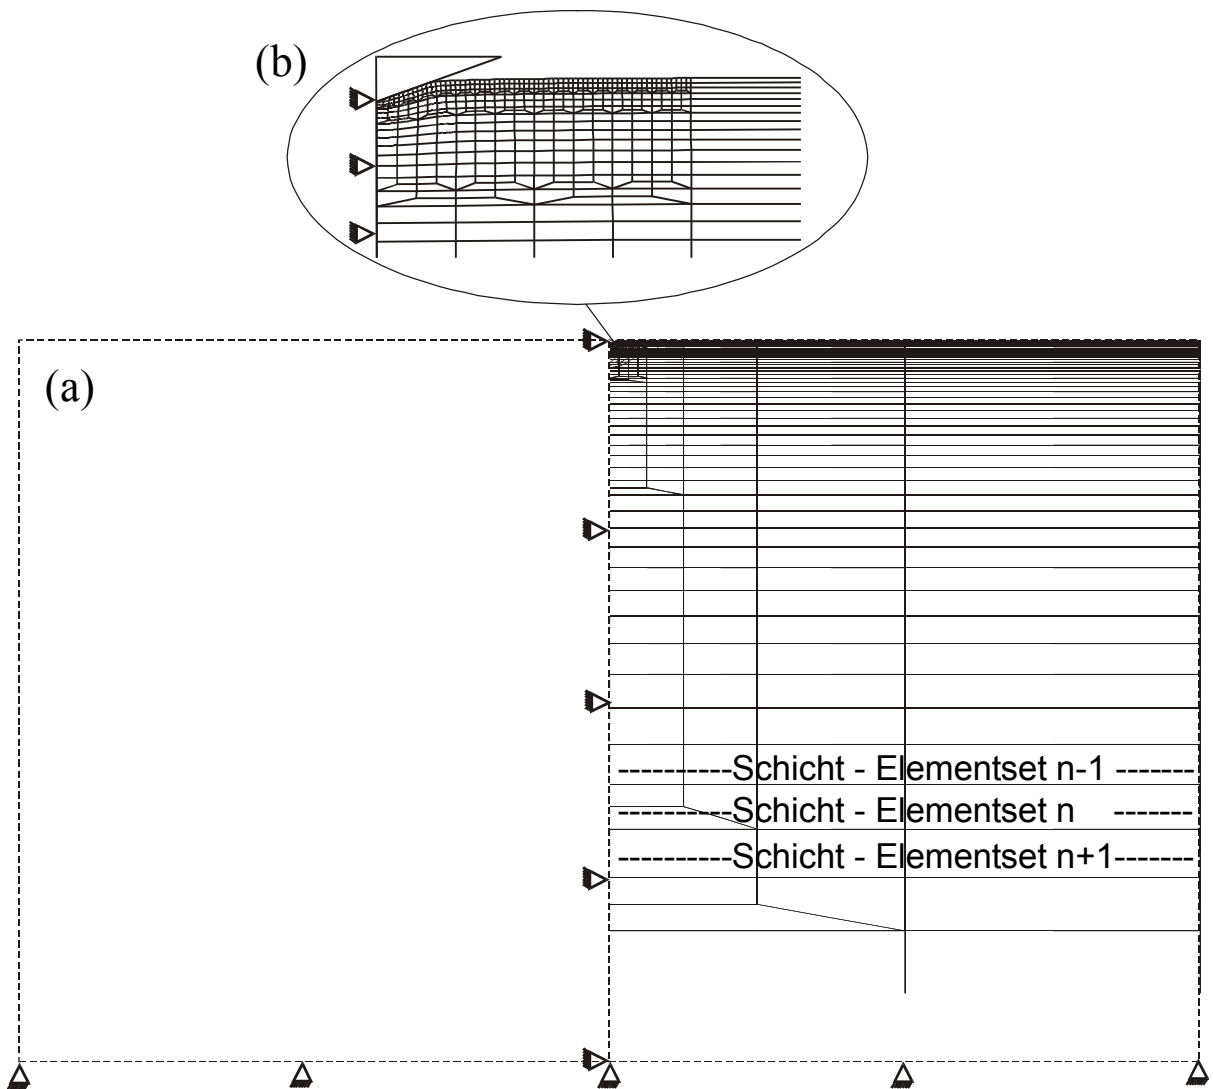 (b)
(a)
----------Schicht - Elementset n-1 -------
----------Schicht - Elementset n -------
----------Schicht - Elementset n+1-------